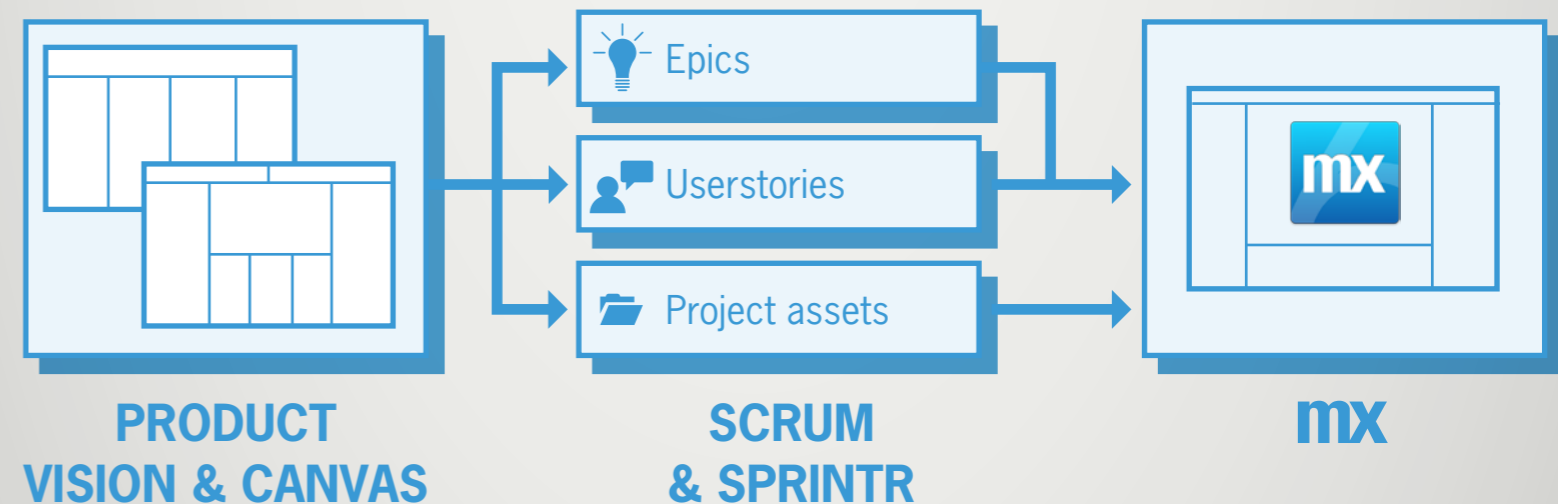 Epics
Userstories
Project assets
mx
PRODUCT
VISION & CANVAS
SCRUM
& SPRINTR
mx